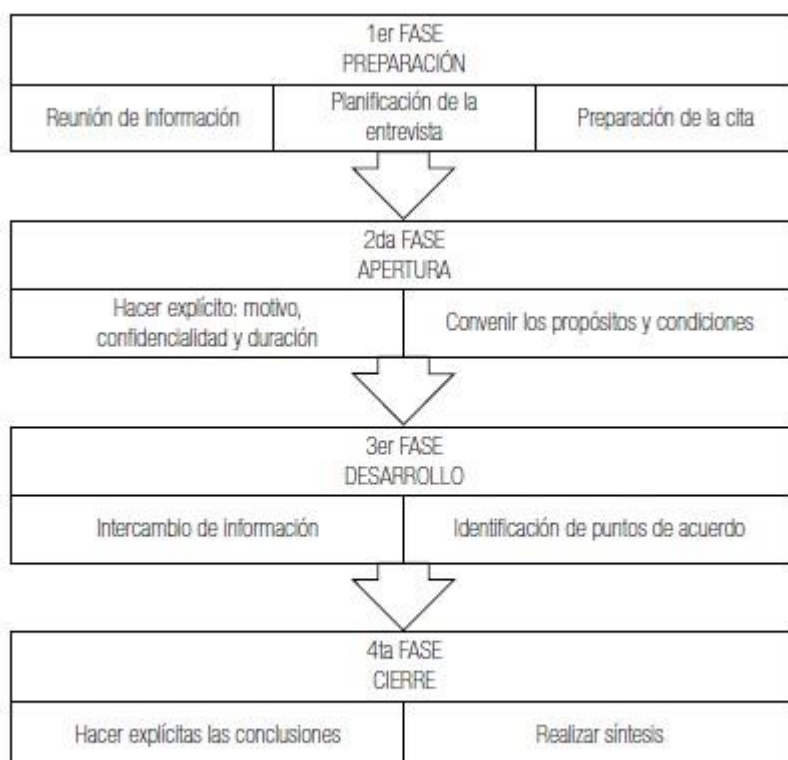 1er FASE
PREPARACIÓN
Reunión de información
Planificación de la
entrevista
Preparación de la cita
2da FASE
APERTURA
Hacer explícito: motivo,
confidencialidad y duración
Convenir los propósitos y condiciones
3er FASE
DESARROLLO
Intercambio de información
Identificación de puntos de acuerdo
4ta FASE
CIERRE
Hacer explícitas las conclusiones
Realizar síntesis